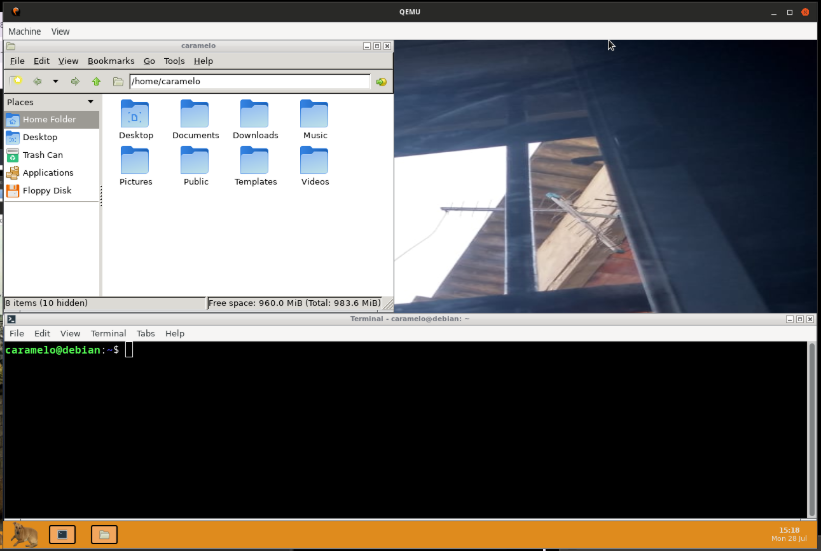 QEMU
Machine View
caramelo
File Edit View Bookmarks Go Tools Help
/home/caramelo
Places
Home Folder
Desktop
Trash Can
Applications
Floppy Disk
Desktop Documents Downloads Music
Pictures Public Templates Videos
8 items (10 hidden) Free space: 960.0 MiB (Total: 983.6 MiB)
Terminal - caramelo@debian: ~
File Edit View Terminal Tabs Help
caramelo@debian:~$
15:18
Mon 28 Jul